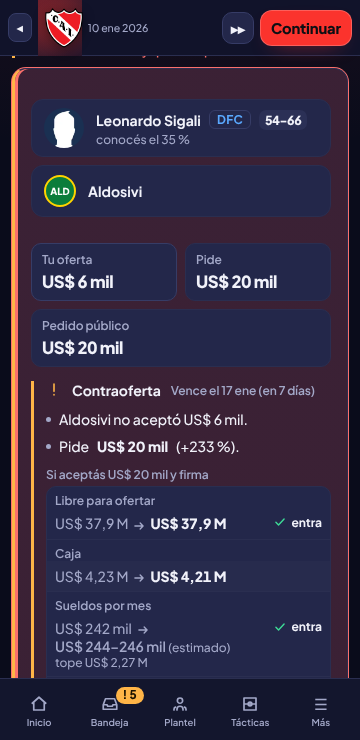 10 ene 2026
Continuar
Leonardo Sigali DFC 54–66
conocés el 35 %
ALD Aldosivi
Tu oferta
US$ 6 mil
Pide
US$ 20 mil
Pedido público
US$ 20 mil
! Contraoferta Vence el 17 ene (en 7 días)
Aldosivi no aceptó US$ 6 mil.
Pide US$ 20 mil (+233 %).
Si aceptás US$ 20 mil y firma
Libre para ofertar
US$ 37,9 M → US$ 37,9 M ✓ entra
Caja
US$ 4,23 M → US$ 4,21 M
Sueldos por mes
US$ 242 mil → ✓ entra
US$ 244–246 mil (estimado)
tope US$ 2,27 M
! 5
Inicio Bandeja Plantel Tácticas Más